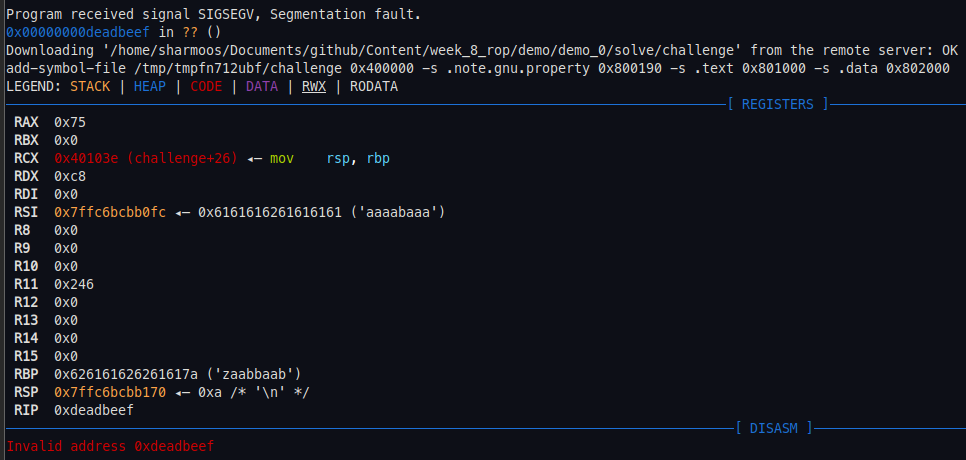 Program received signal SIGSEGV, Segmentation fault.
0x00000000deadbeef in ?? ()
Downloading '/home/sharmoos/Documents/github/Content/week_8_rop/demo/demo_0/solve/challenge' from the remote server: OK
add-symbol-file /tmp/tmpfn712ubf/challenge 0x400000 -s .note.gnu.property 0x800190 -s .text 0x801000 -s .data 0x802000
LEGEND: STACK | HEAP | CODE | DATA | RWX | RODATA
[ REGISTERS ]
RAX  0x75
RBX  0x0
RCX  0x40103e (challenge+26) ◂— mov    rsp, rbp
RDX  0xc8
RDI  0x0
RSI  0x7ffc6bcbb0fc ◂— 0x6161616261616161 ('aaaabaaa')
R8   0x0
R9   0x0
R10  0x0
R11  0x246
R12  0x0
R13  0x0
R14  0x0
R15  0x0
RBP  0x626161626261617a ('zaabbaab')
RSP  0x7ffc6bcbb170 ◂— 0xa /* '\n' */
RIP  0xdeadbeef
[ DISASM ]
Invalid address 0xdeadbeef